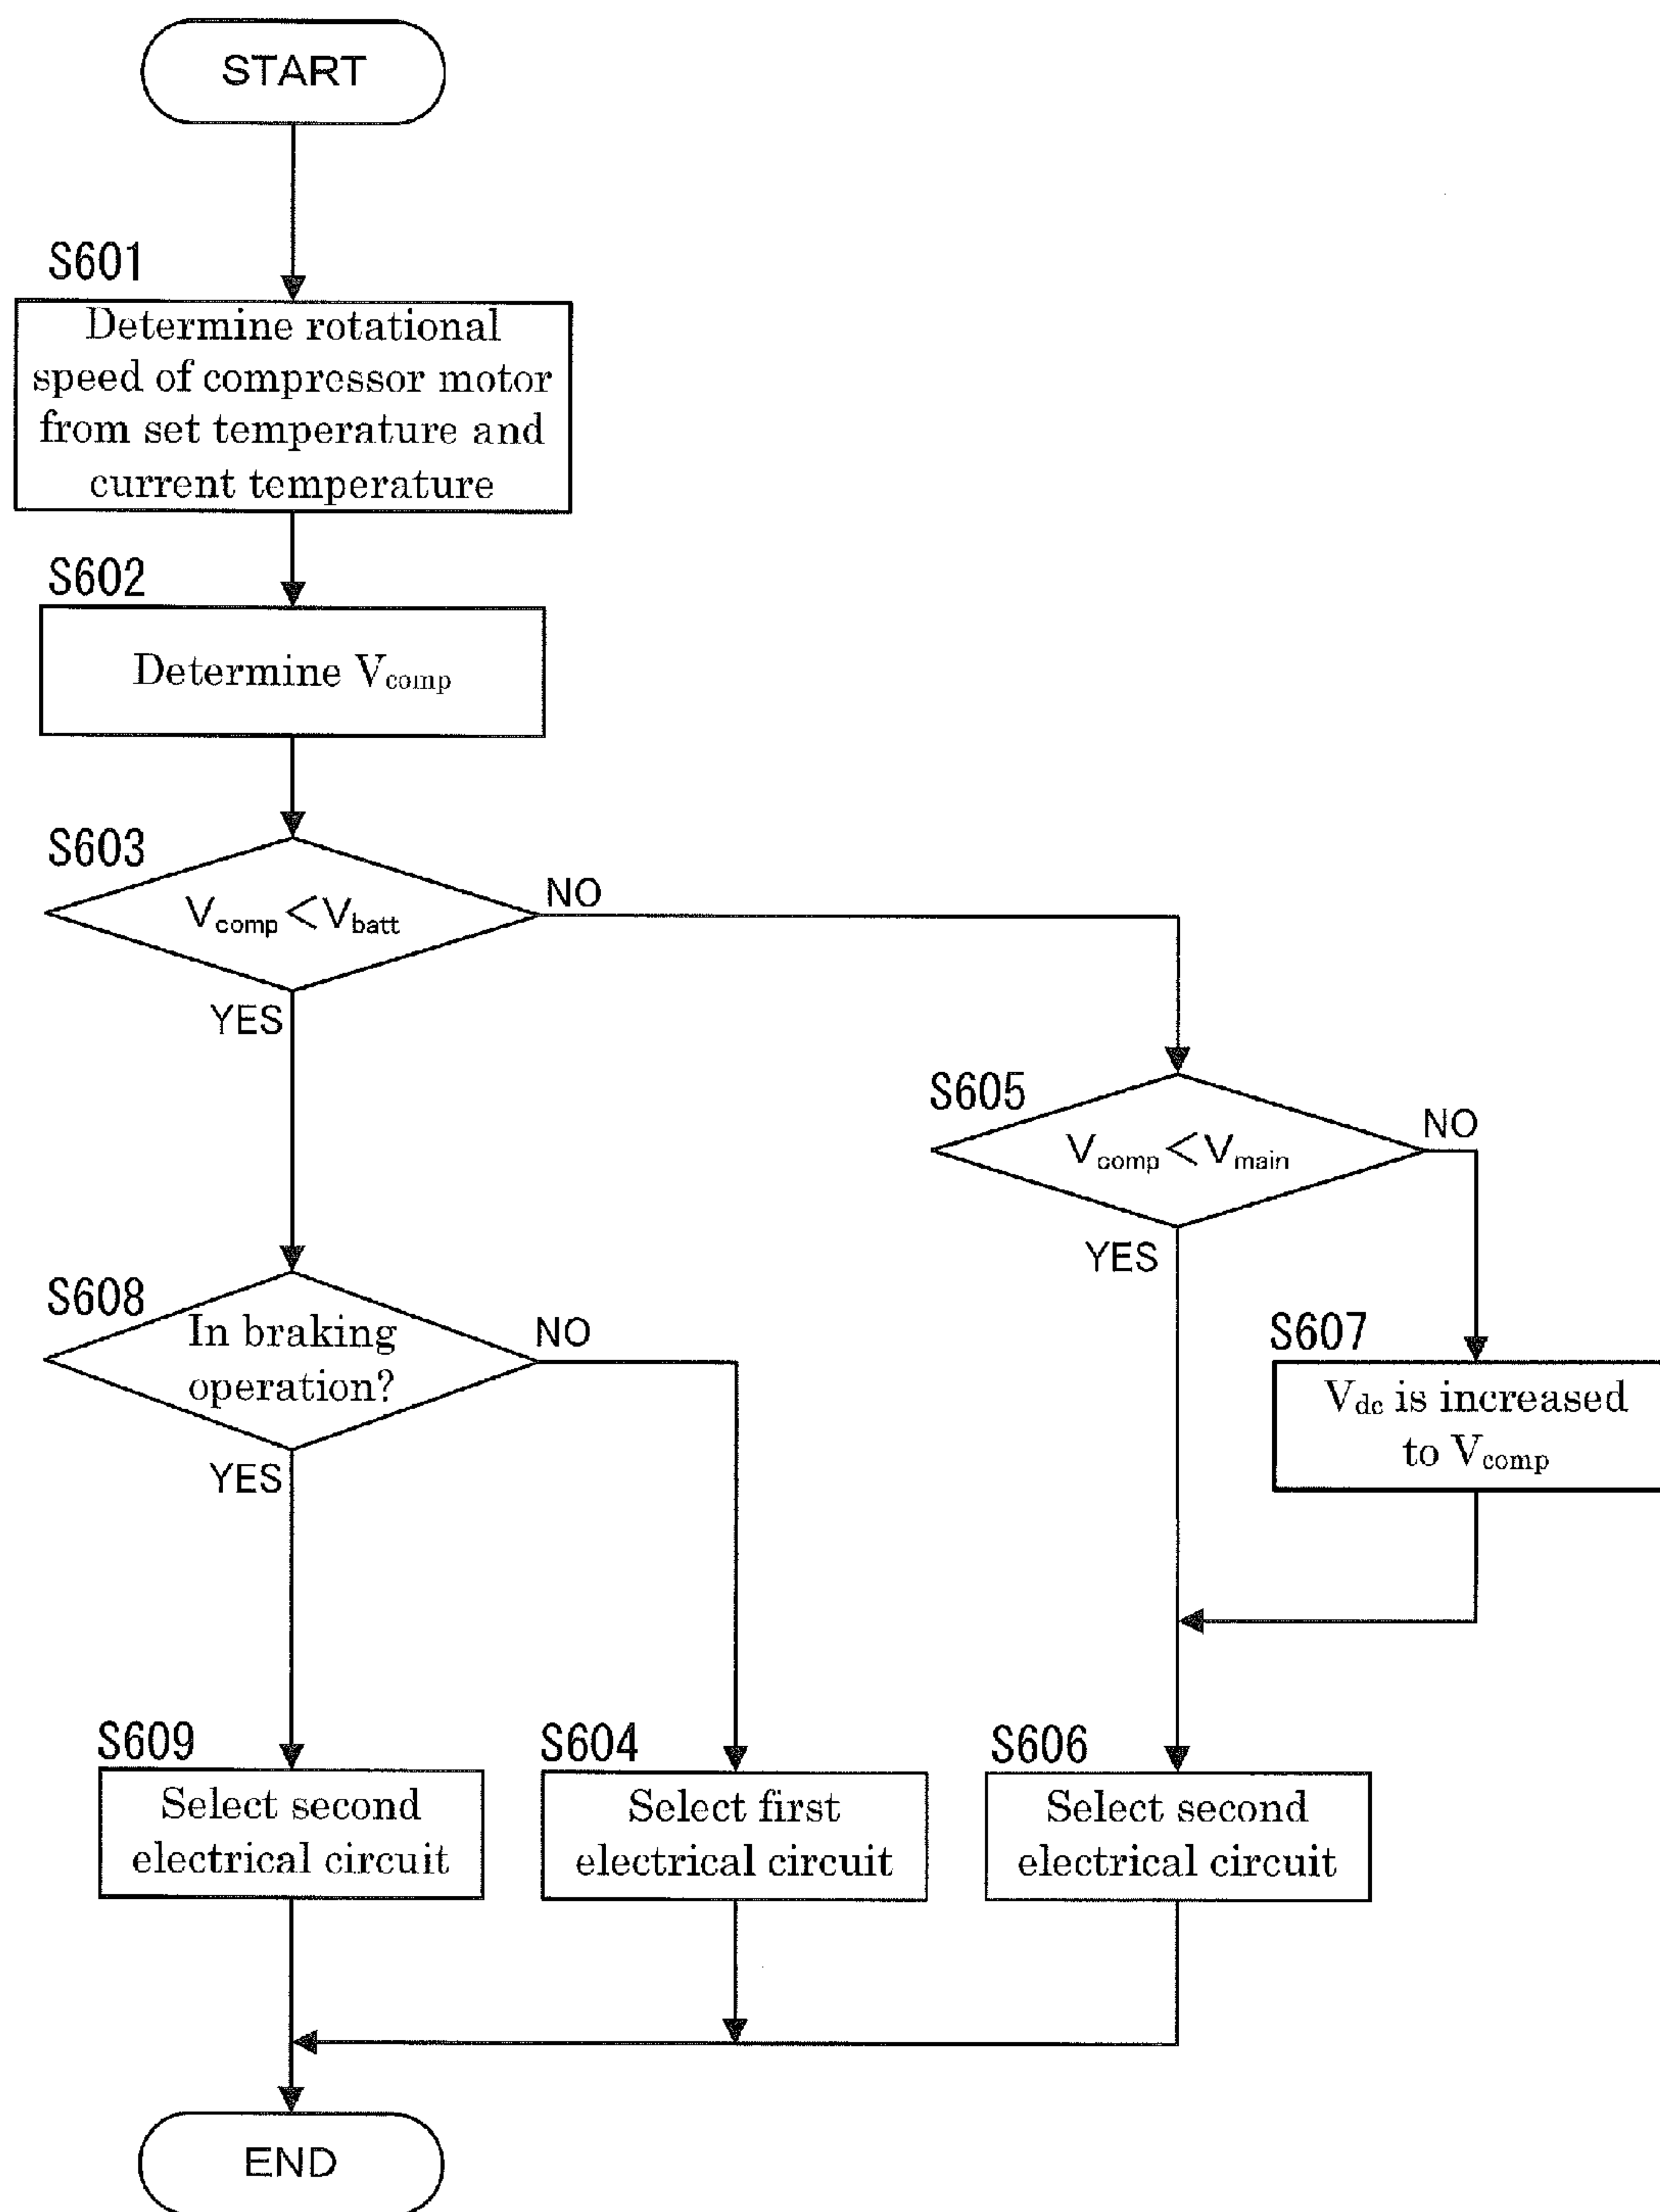 START
S601
Determine rotational
speed of compressor motor
from set temperature and
current temperature
S602
Determine Vcomp
S603
Vcomp < Vbatt
NO
YES
S605
Vcomp < Vmain
NO
YES
S608
In braking
operation?
NO
YES
S607
Vdc is increased
to Vcomp
S609
Select second
electrical circuit
S604
Select first
electrical circuit
S606
Select second
electrical circuit
END